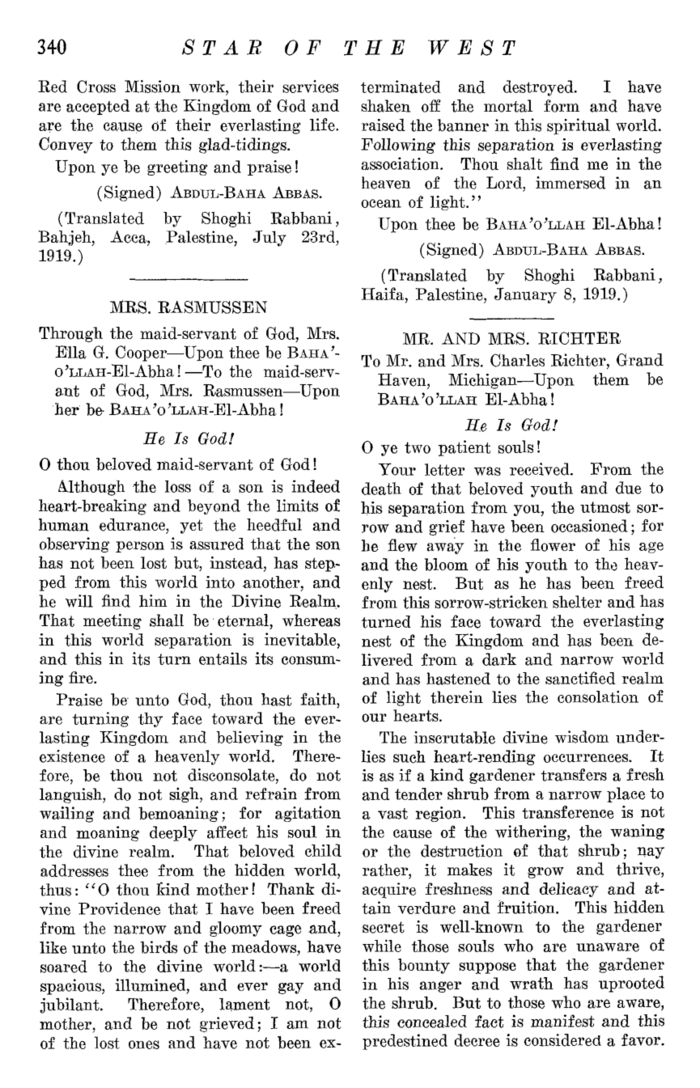 340 STAR OF THE WEST
Red Cross Mission work, their services
are accepted at the Kingdom of God and
are the cause of their everlasting life.
Convey to them this glad-tidings.
Upon ye be greeting and praise!
(Signed) ABDUL-BAHA ABBAS.
(Translated by Shoghi Rabbani,
Bahjeh, Acca, Palestine, July 23rd,
1919.)
MRS. RASMUSSEN
Through the maid-servant of God, Mrs.
Ella G. Cooper—Upon thee be BAHA'-
O'LLAH-El-Abha!—To the maid-serv-
ant of God, Mrs. Rasmussen—Upon
her be BAHA'O'LLAH-El-Abha!
He Is God!
O thou beloved maid-servant of God!
Although the loss of a son is indeed
heart-breaking and beyond the limits of
human edurance, yet the heedful and
observing person is assured that the son
has not been lost but, instead, has step-
ped from this world into another, and
he will find him in the Divine Realm.
That meeting shall be eternal, whereas
in this world separation is inevitable,
and this in its turn entails its consum-
ing fire.
Praise be unto God, thou hast faith,
are turning thy face toward the ever-
lasting Kingdom and believing in the
existence of a heavenly world. There-
fore, be thou not disconsolate, do not
languish, do not sigh, and refrain from
wailing and bemoaning; for agitation
and moaning deeply affect his soul in
the divine realm. That beloved child
addresses thee from the hidden world,
thus: "O thou kind mother! Thank di-
vine Providence that I have been freed
from the narrow and gloomy cage and,
like unto the birds of the meadows, have
soared to the divine world:—a world
spacious, illumined, and ever gay and
jubilant. Therefore, lament not, O
mother, and be not grieved; I am not
of the lost ones and have not been ex-
terminated and destroyed. I have
shaken off the mortal form and have
raised the banner in this spiritual world.
Following this separation is everlasting
association. Thou shalt find me in the
heaven of the Lord, immersed in an
ocean of light."
Upon thee be BAHA'O'LLAH El-Abha!
(Signed) ABDUL-BAHA ABBAS.
(Translated by Shoghi Rabbani,
Haifa, Palestine, January 8, 1919.)
MR. AND MRS. RICHTER
To Mr. and Mrs. Charles Richter, Grand
Haven, Michigan—Upon them be
BAHA'O'LLAH El-Abha!
He Is God!
O ye two patient souls!
Your letter was received. From the
death of that beloved youth and due to
his separation from you, the utmost sor-
row and grief have been occasioned; for
he flew away in the flower of his age
and the bloom of his youth to the heav-
enly nest. But as he has been freed
from this sorrow-stricken shelter and has
turned his face toward the everlasting
nest of the Kingdom and has been de-
livered from a dark and narrow world
and has hastened to the sanctified realm
of light therein lies the consolation of
our hearts.
The inscrutable divine wisdom under-
lies such heart-rending occurrences. It
is as if a kind gardener transfers a fresh
and tender shrub from a narrow place to
a vast region. This transference is not
the cause of the withering, the waning
or the destruction of that shrub; nay
rather, it makes it grow and thrive,
acquire freshness and delicacy and at-
tain verdure and fruition. This hidden
secret is well-known to the gardener
while those souls who are unaware of
this bounty suppose that the gardener
in his anger and wrath has uprooted
the shrub. But to those who are aware,
this concealed fact is manifest and this
predestined decree is considered a favor.